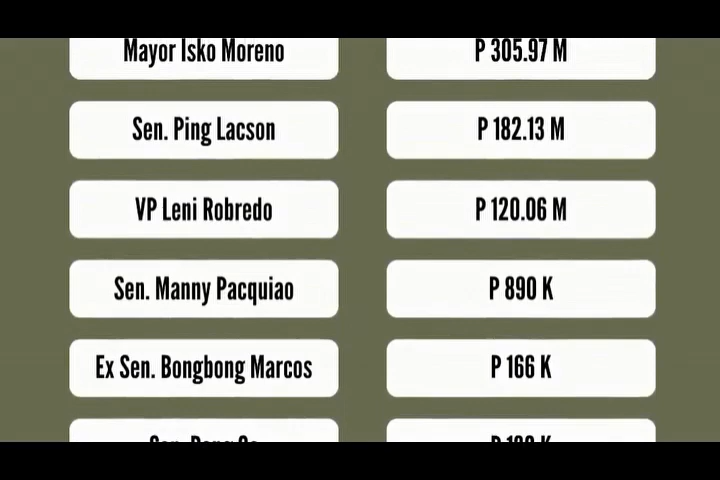 Mayor Isko Moreno P 305.97 M
Sen. Ping Lacson P 182.13 M
VP Leni Robredo P 120.06 M
Sen. Manny Pacquiao P 890 K
Ex Sen. Bongbong Marcos P 166 K